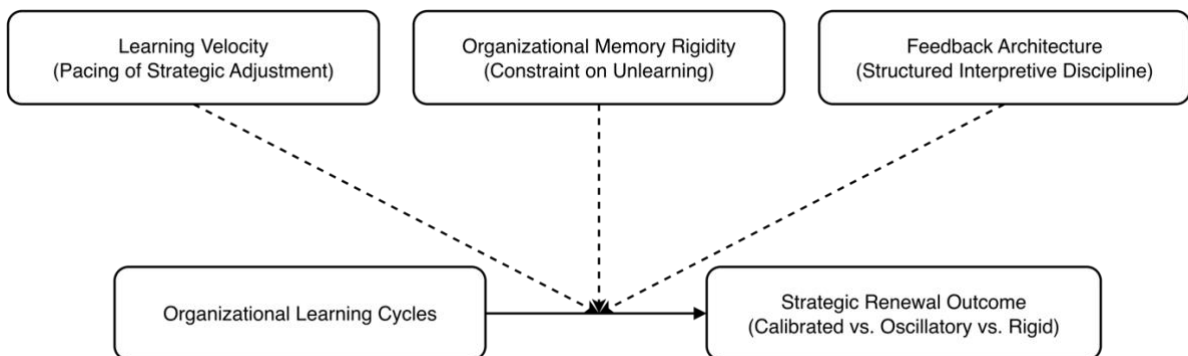 Learning Velocity
(Pacing of Strategic Adjustment)
Organizational Memory Rigidity
(Constraint on Unlearning)
Feedback Architecture
(Structured Interpretive Discipline)
Organizational Learning Cycles
Strategic Renewal Outcome
(Calibrated vs. Oscillatory vs. Rigid)